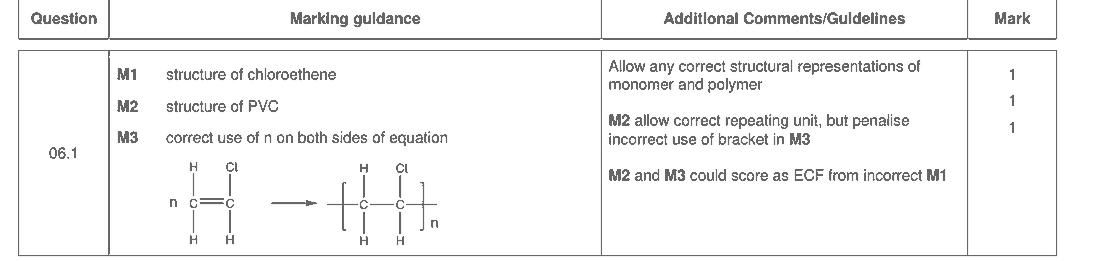 Question Marking guidance Additional Comments/Guidelines Mark
06.1
M1 structure of chloroethene
M2 structure of PVC
M3 correct use of n on both sides of equation
H Cl H Cl
n C C C C
n
H H H H
Allow any correct structural representations of
monomer and polymer
M2 allow correct repeating unit, but penalise
incorrect use of bracket in M3
M2 and M3 could score as ECF from incorrect M1
1
1
1